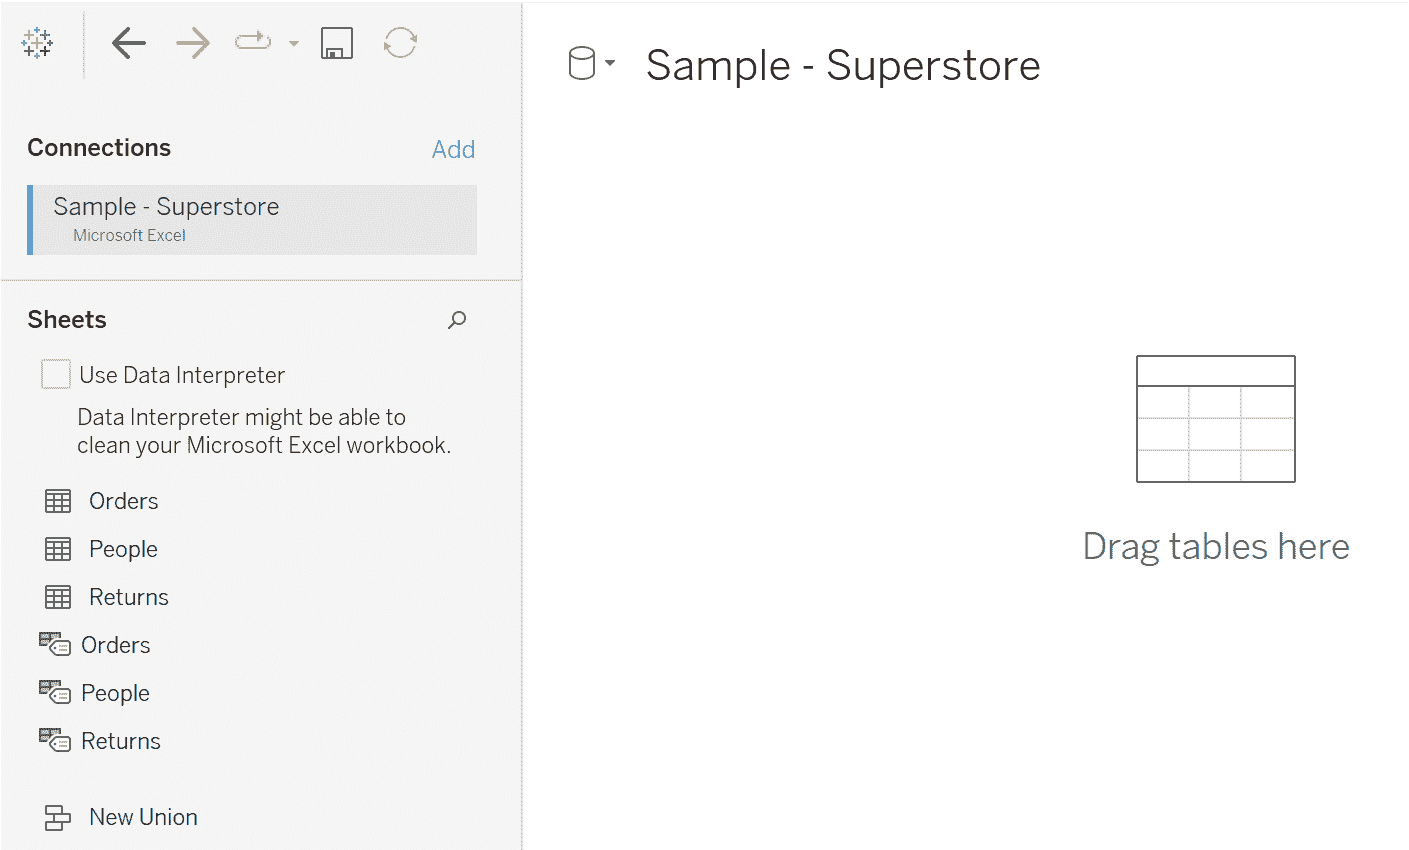 Sample - Superstore
Connections
Add
Sample - Superstore
Microsoft Excel
Sheets
Use Data Interpreter
Data Interpreter might be able to
clean your Microsoft Excel workbook.
Orders
People
Returns
Orders
People
Returns
New Union
Drag tables here